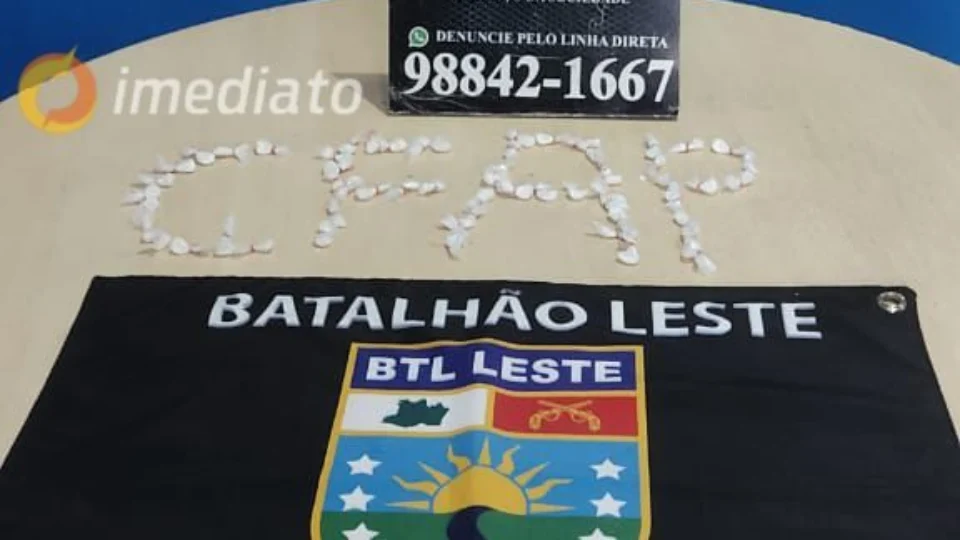 DENUNCIE PELO LINHA DIRETA
98842-1667
imediato
CFAP
BATALHÃO LESTE
BTL LESTE